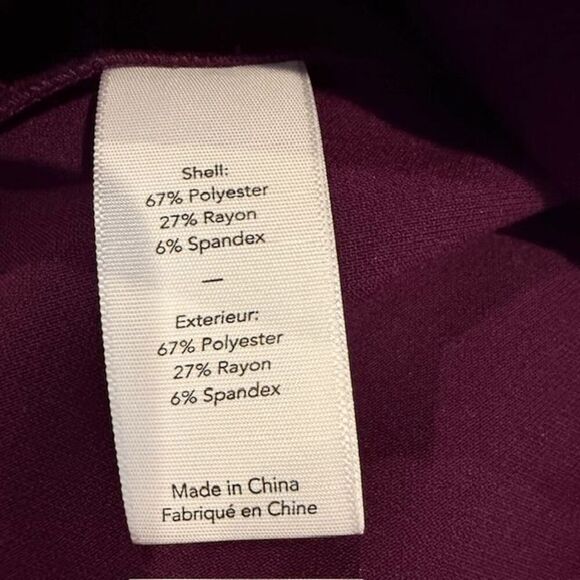 Shell:
67% Polyester
27% Rayon
6% Spandex
—
Exterieur:
67% Polyester
27% Rayon
6% Spandex
Made in China
Fabriqué en Chine